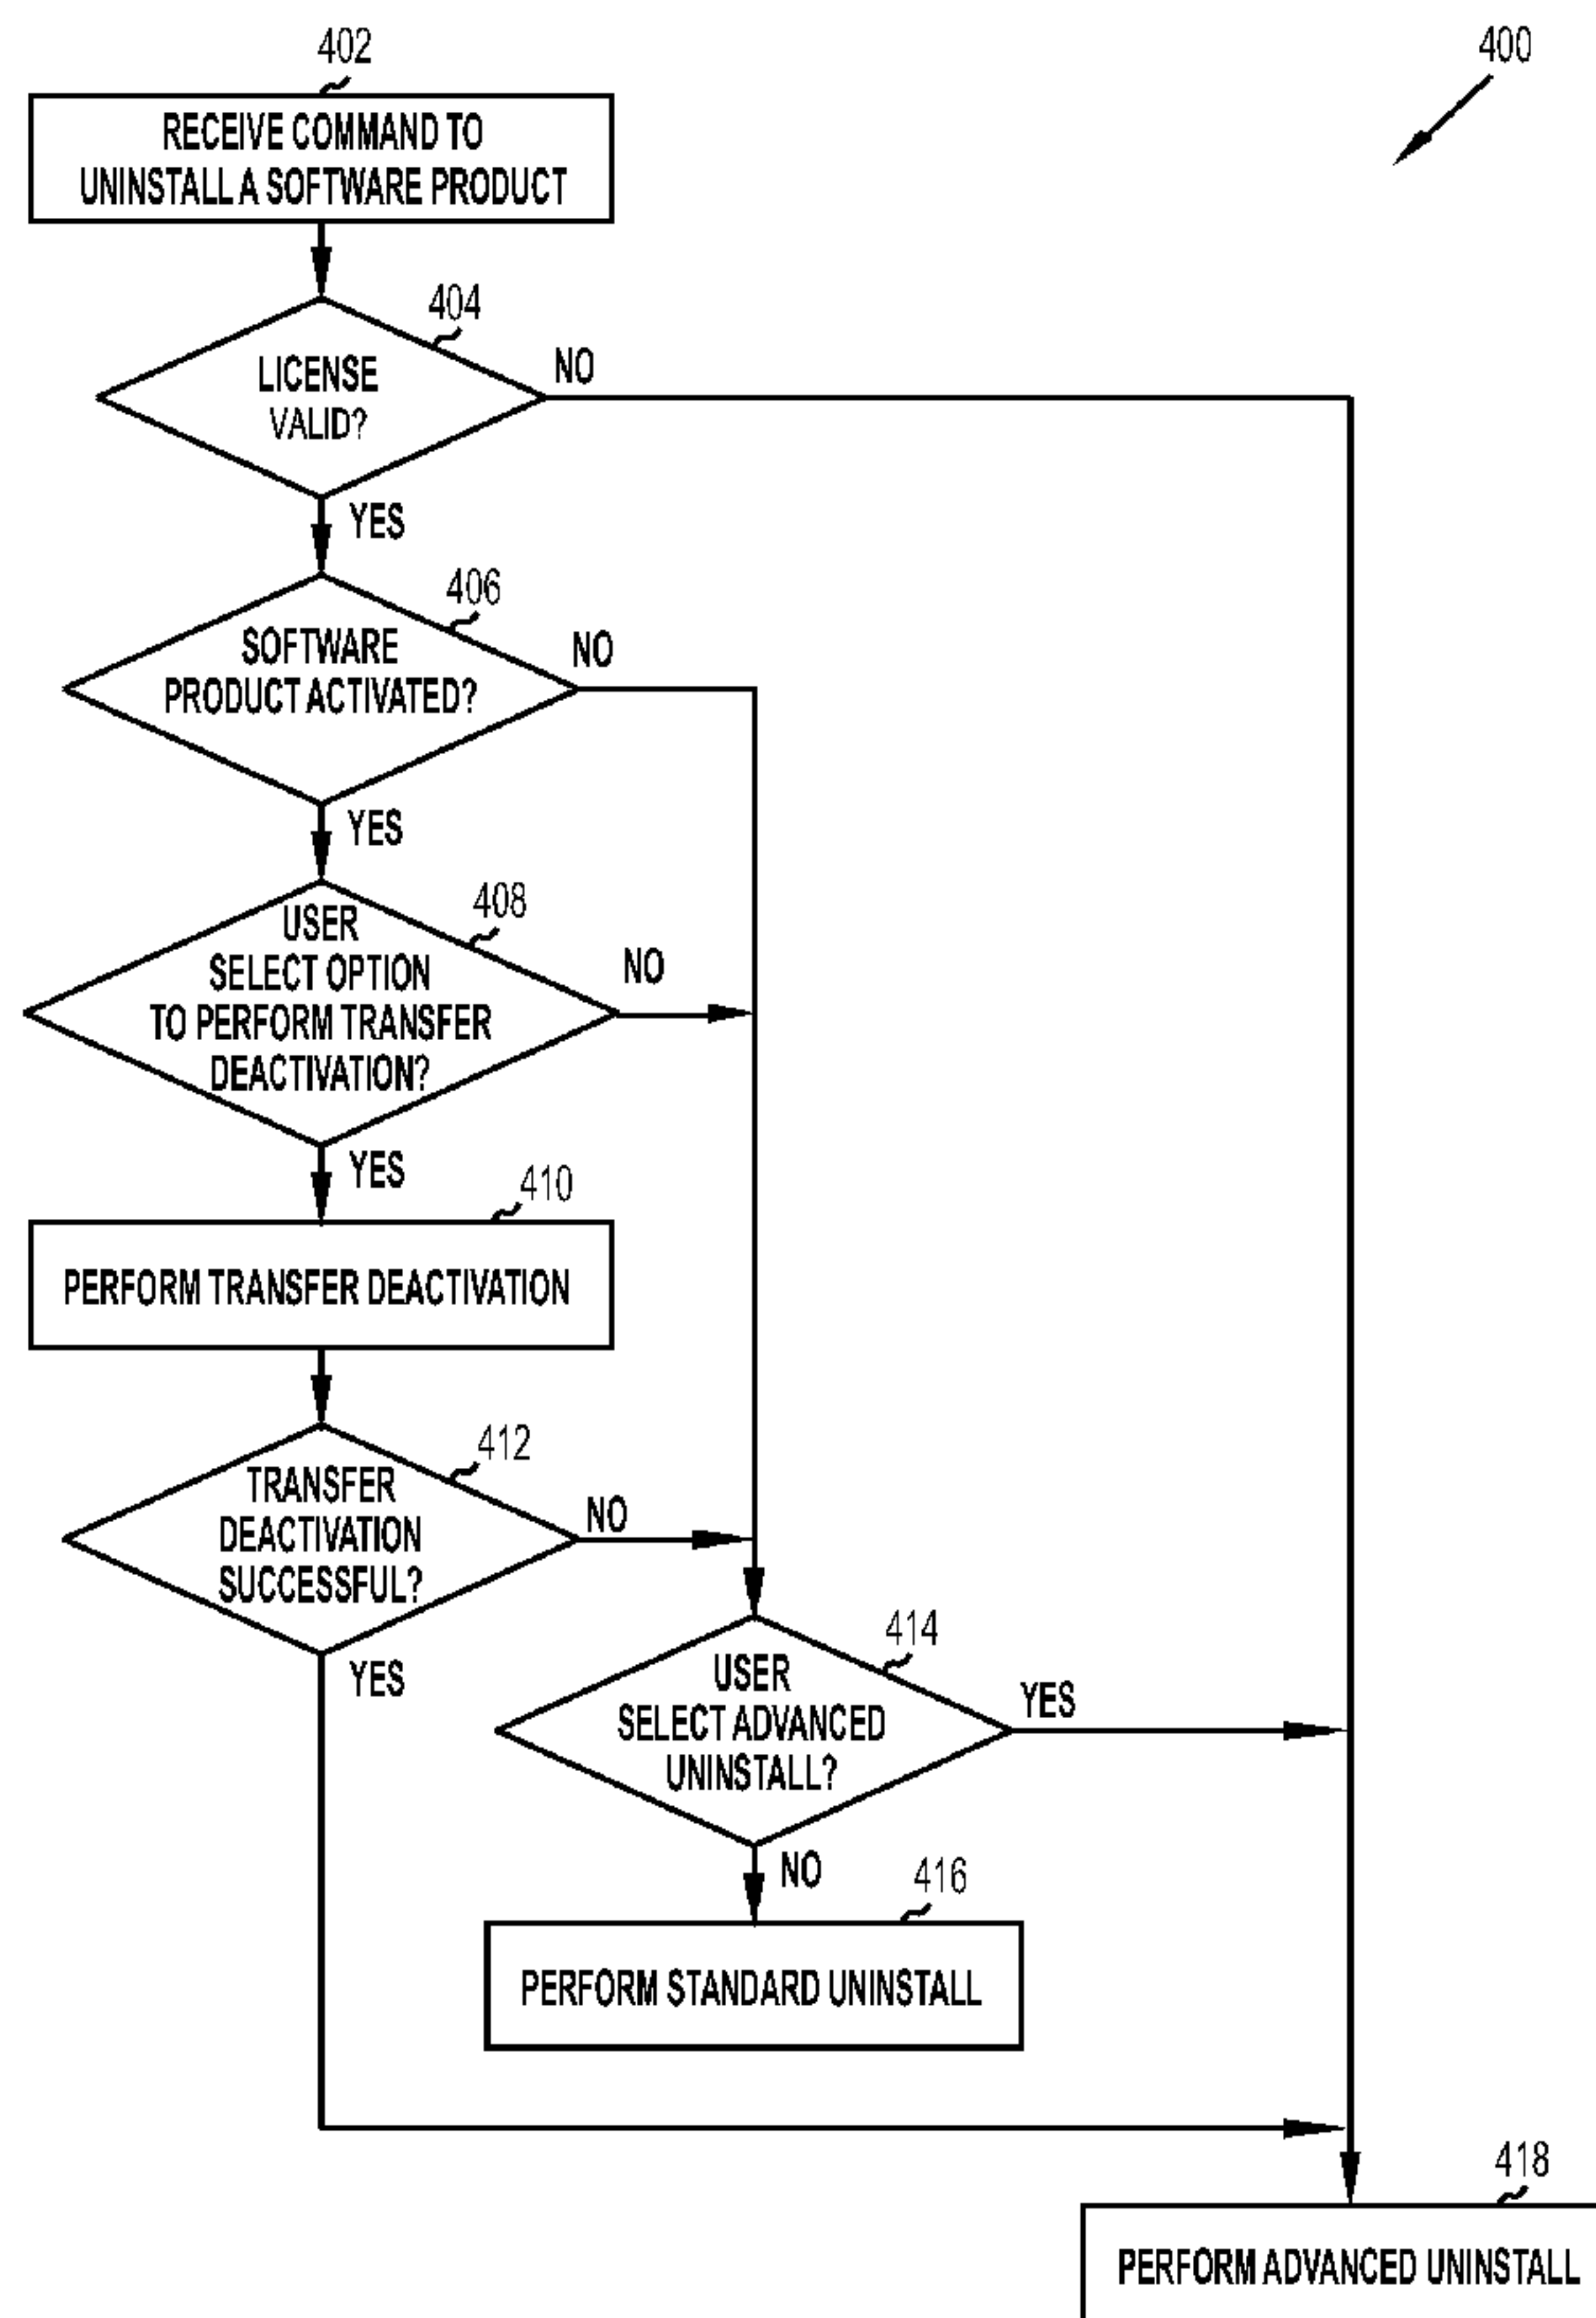 402
400
RECEIVE COMMAND TO
UNINSTALL A SOFTWARE PRODUCT
404
LICENSE
VALID?
NO
YES
406
SOFTWARE
PRODUCT ACTIVATED?
NO
YES
408
USER
SELECT OPTION
TO PERFORM TRANSFER
DEACTIVATION?
NO
YES
410
PERFORM TRANSFER DEACTIVATION
412
TRANSFER
DEACTIVATION
SUCCESSFUL?
NO
YES
414
USER
SELECT ADVANCED
UNINSTALL?
YES
NO
416
PERFORM STANDARD UNINSTALL
418
PERFORM ADVANCED UNINSTALL